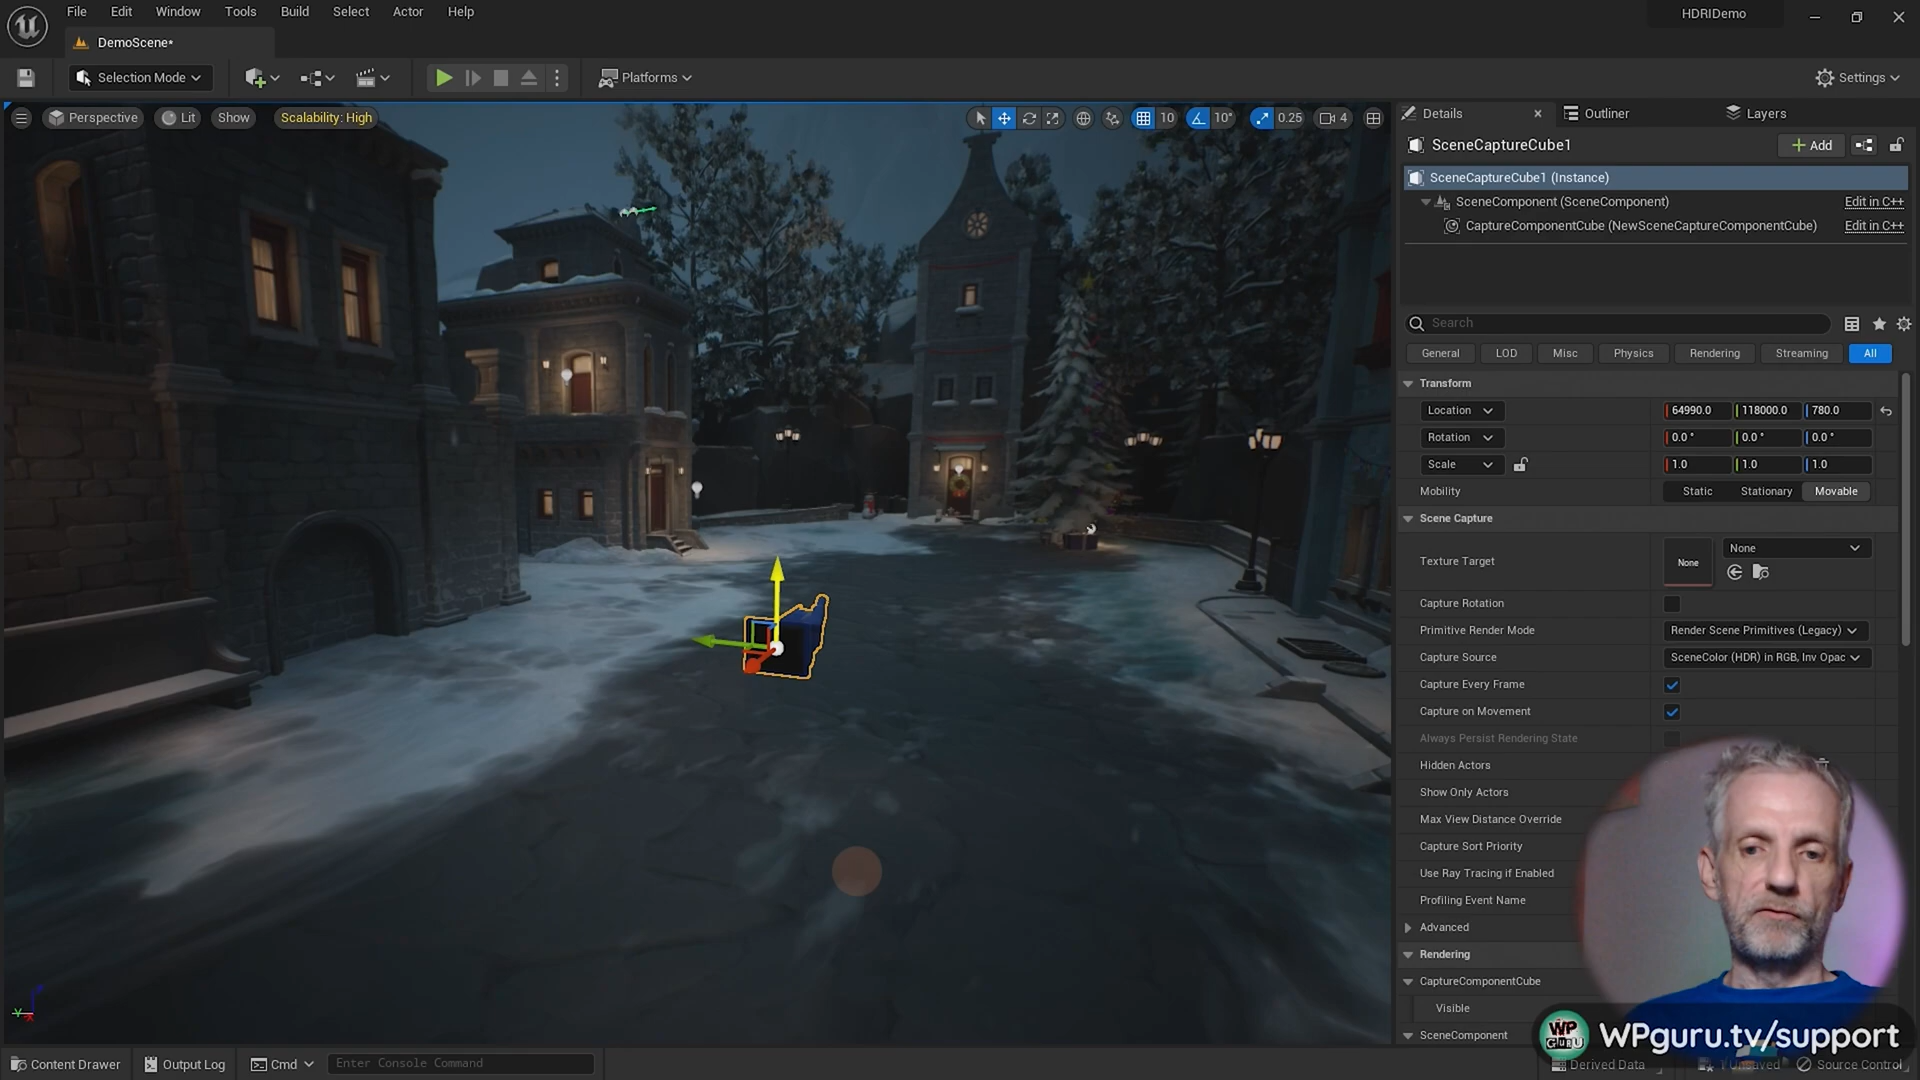 File Edit Window Tools Build Select Actor Help
HDRIDemo
DemoScene*
Selection Mode
Platforms
Settings
Perspective
Lit
Show
Scalability: High
10
10°
0.25
4
Details
Outliner
Layers
SceneCaptureCube1
Add
SceneCaptureCube1 (Instance)
SceneComponent (SceneComponent) Edit in C++
CaptureComponentCube (NewSceneCaptureComponentCube) Edit in C++
Search
General LOD Misc Physics Rendering Streaming All
Transform
Location 64990.0 118000.0 780.0
Rotation 0.0° 0.0° 0.0°
Scale 1.0 1.0 1.0
Mobility Static Stationary Movable
Scene Capture
Texture Target None None
Capture Rotation
Primitive Render Mode Render Scene Primitives (Legacy)
Capture Source SceneColor (HDR) in RGB, Inv Opac
Capture Every Frame
Capture on Movement
Always Persist Rendering State
Hidden Actors
Show Only Actors
Max View Distance Override
Capture Sort Priority
Use Ray Tracing if Enabled
Profiling Event Name
Advanced
Rendering
CaptureComponentCube
Visible
SceneComponent
WP GURU
WPguru.tv/support
Content Drawer
Output Log
Cmd
Enter Console Command
Derived Data
1 Unsaved
Source Control